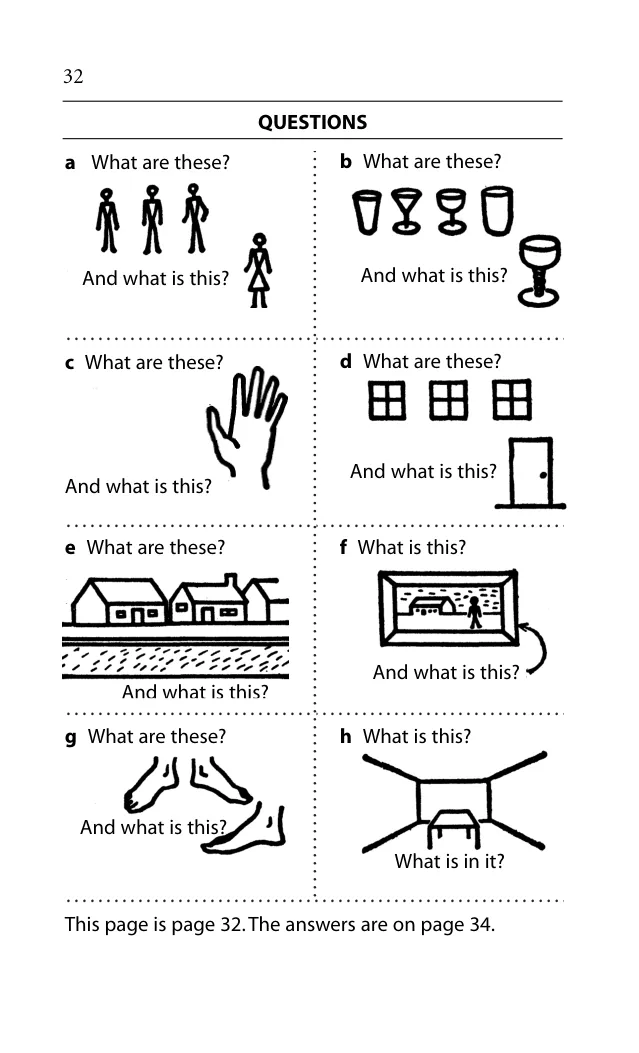 32
QUESTIONS
a What are these?
And what is this?
b What are these?
And what is this?
c What are these?
And what is this?
d What are these?
And what is this?
e What are these?
And what is this?
f What is this?
And what is this?
g What are these?
And what is this?
h What is this?
What is in it?
This page is page 32. The answers are on page 34.